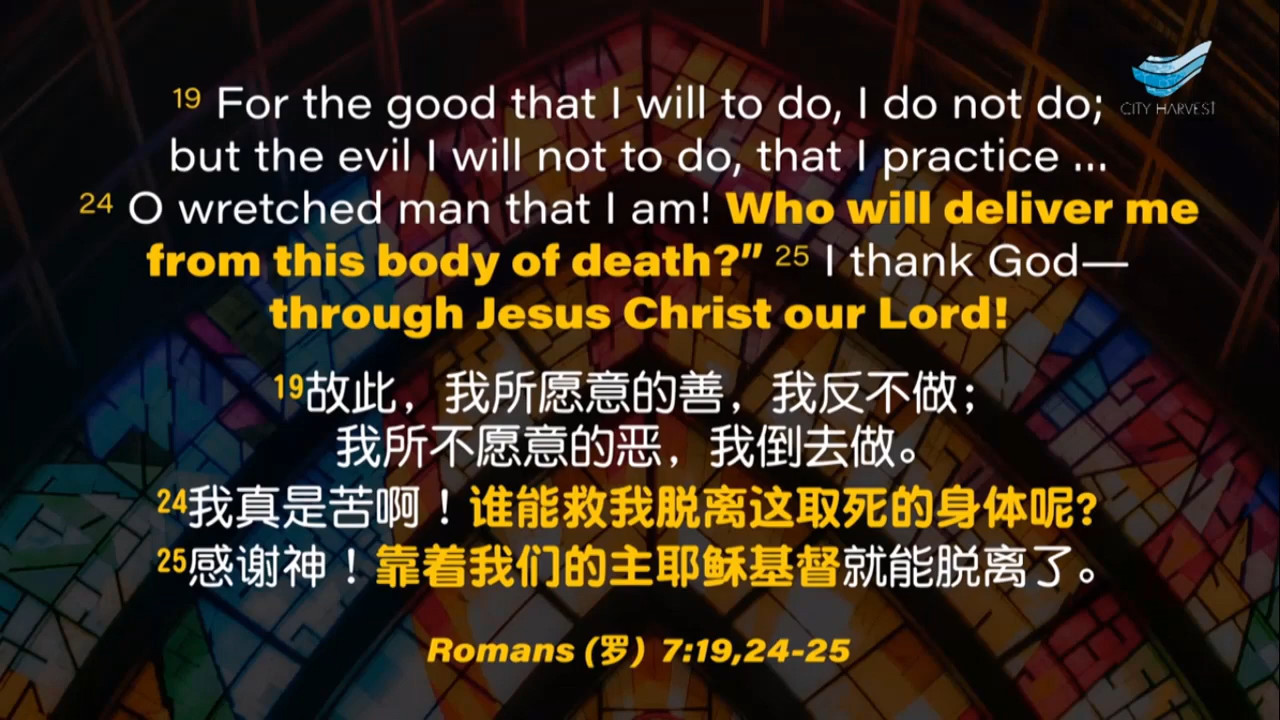 CITY HARVEST
19 For the good that I will to do, I do not do;
but the evil I will not to do, that I practice ...
24 O wretched man that I am! Who will deliver me
from this body of death?” 25 I thank God—
through Jesus Christ our Lord!
19故此，我所愿意的善，我反不做；
我所不愿意的恶，我倒去做。
24我真是苦啊！谁能救我脱离这取死的身体呢？
25感谢神！靠着我们的主耶稣基督就能脱离了。
Romans (罗) 7:19,24-25